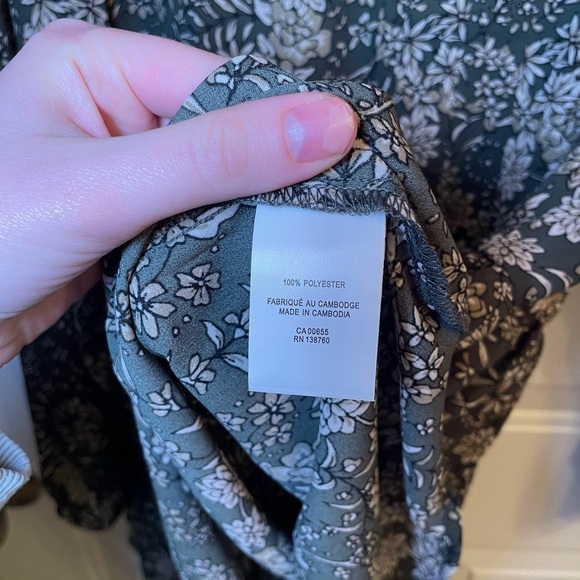 100% POLYESTER
FABRIQUÉ AU CAMBODGE
MADE IN CAMBODIA
CA 00655
RN 138760